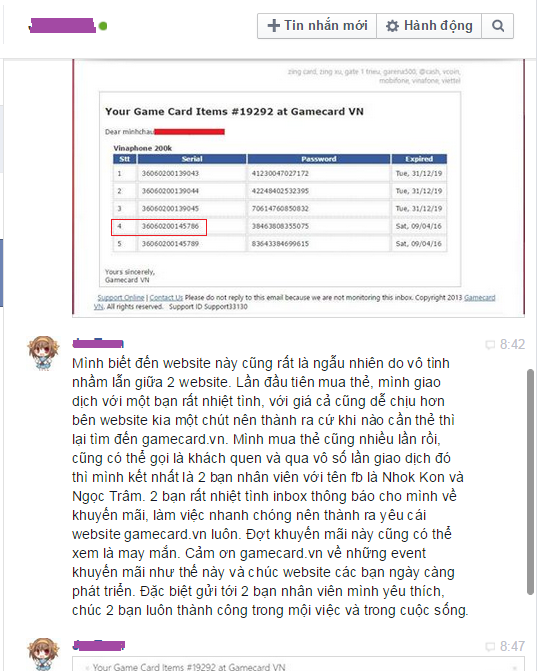 Tin nhắn mới
Hành động
zing card, zing xu, gate 1 trieu, garena500, @cash, vcoin,
mobifone, vinafone, viettel
Your Game Card Items #19292 at Gamecard VN
Dear minhchau
Vinaphone 200k
Stt Serial Password Expired
1 36060200139043 41230047027172 Tue, 31/12/19
2 36060200139044 42248402532395 Tue, 31/12/19
3 36060200139045 70614760850832 Tue, 31/12/19
4 36060200145786 38463808355075 Sat, 09/04/16
5 36060200145789 83643384699615 Sat, 09/04/16
Yours sincerely,
Gamecard VN
Support Online | Contact Us Please do not reply to this email because we are not monitoring this inbox. Copyright 2013 Gamecard
VN. All rights reserved. Support ID Support33130
8:42
Mình biết đến website này cũng rất là ngẫu nhiên do vô tình
nhầm lẫn giữa 2 website. Lần đầu tiên mua thẻ, mình giao
dịch với một bạn rất nhiệt tình, với giá cả cũng dễ chịu hơn
bên website kia một chút nên thành ra cứ khi nào cần thẻ thì
lại tìm đến gamecard.vn. Mình mua thẻ cũng nhiều lần rồi,
cũng có thể gọi là khách quen và qua vô số lần giao dịch đó
thì mình kết nhất là 2 bạn nhân viên với tên fb là Nhok Kon và
Ngọc Trâm. 2 bạn rất nhiệt tình inbox thông báo cho mình về
khuyến mãi, làm việc nhanh chóng nên thành ra yêu cái
website gamecard.vn luôn. Đợt khuyến mãi này cũng có thể
xem là may mắn. Cảm ơn gamecard.vn về những event
khuyến mãi như thế này và chúc website các bạn ngày càng
phát triển. Đặc biệt gửi tới 2 bạn nhân viên mình yêu thích,
chúc 2 bạn luôn thành công trong mội việc và trong cuộc sống.
8:47
« Your Game Card Items #19292 at Gamecard VN